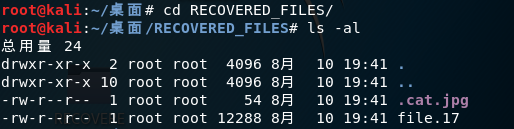 root@kali:~/桌面# cd RECOVERED_FILES/
root@kali:~/桌面/RECOVERED_FILES# ls -al
总用量 24
drwxr-xr-x  2 root root  4096 8月  10 19:41 .
drwxr-xr-x 10 root root  4096 8月  10 19:41 ..
-rw-r--r--  1 root root    54 8月  10 19:41 .cat.jpg
-rw-r--r--  1 root root 12288 8月  10 19:41 file.17